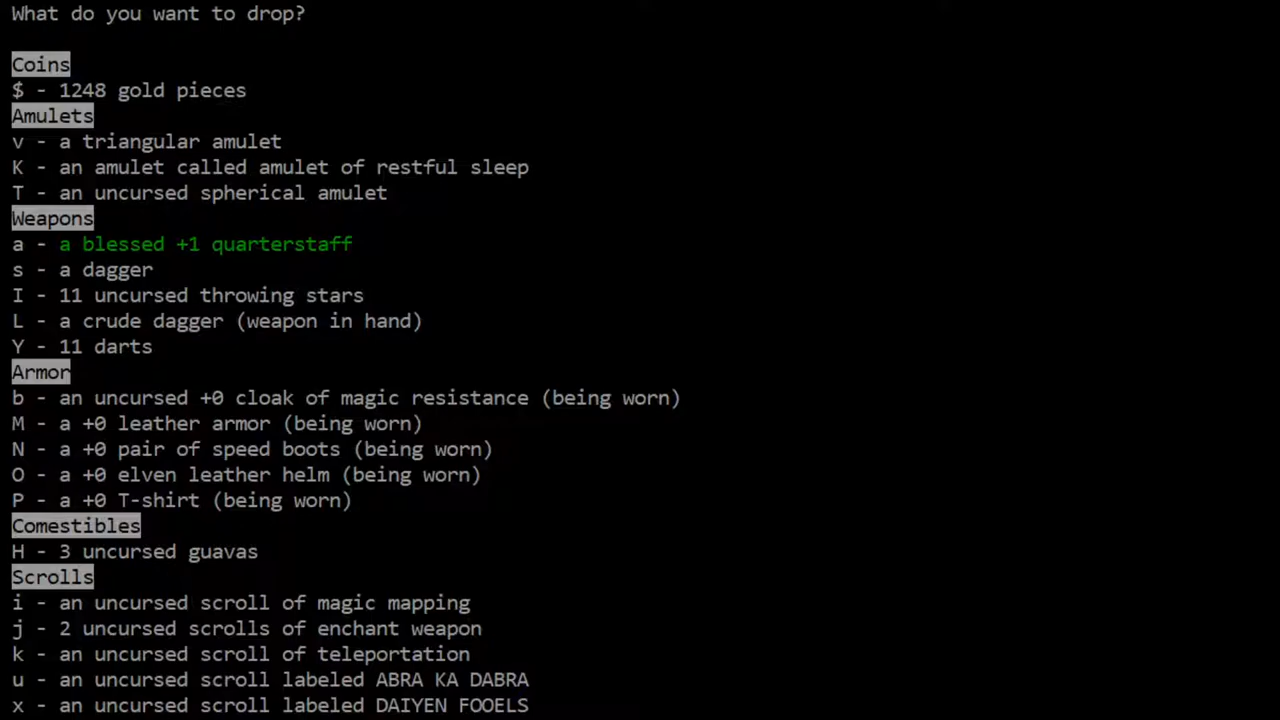 What do you want to drop?
Coins
$ - 1248 gold pieces
Amulets
v - a triangular amulet
K - an amulet called amulet of restful sleep
T - an uncursed spherical amulet
Weapons
a - a blessed +1 quarterstaff
s - a dagger
I - 11 uncursed throwing stars
L - a crude dagger (weapon in hand)
Y - 11 darts
Armor
b - an uncursed +0 cloak of magic resistance (being worn)
M - a +0 leather armor (being worn)
N - a +0 pair of speed boots (being worn)
O - a +0 elven leather helm (being worn)
P - a +0 T-shirt (being worn)
Comestibles
H - 3 uncursed guavas
Scrolls
i - an uncursed scroll of magic mapping
j - 2 uncursed scrolls of enchant weapon
k - an uncursed scroll of teleportation
u - an uncursed scroll labeled ABRA KA DABRA
x - an uncursed scroll labeled DAIYEN FOOELS